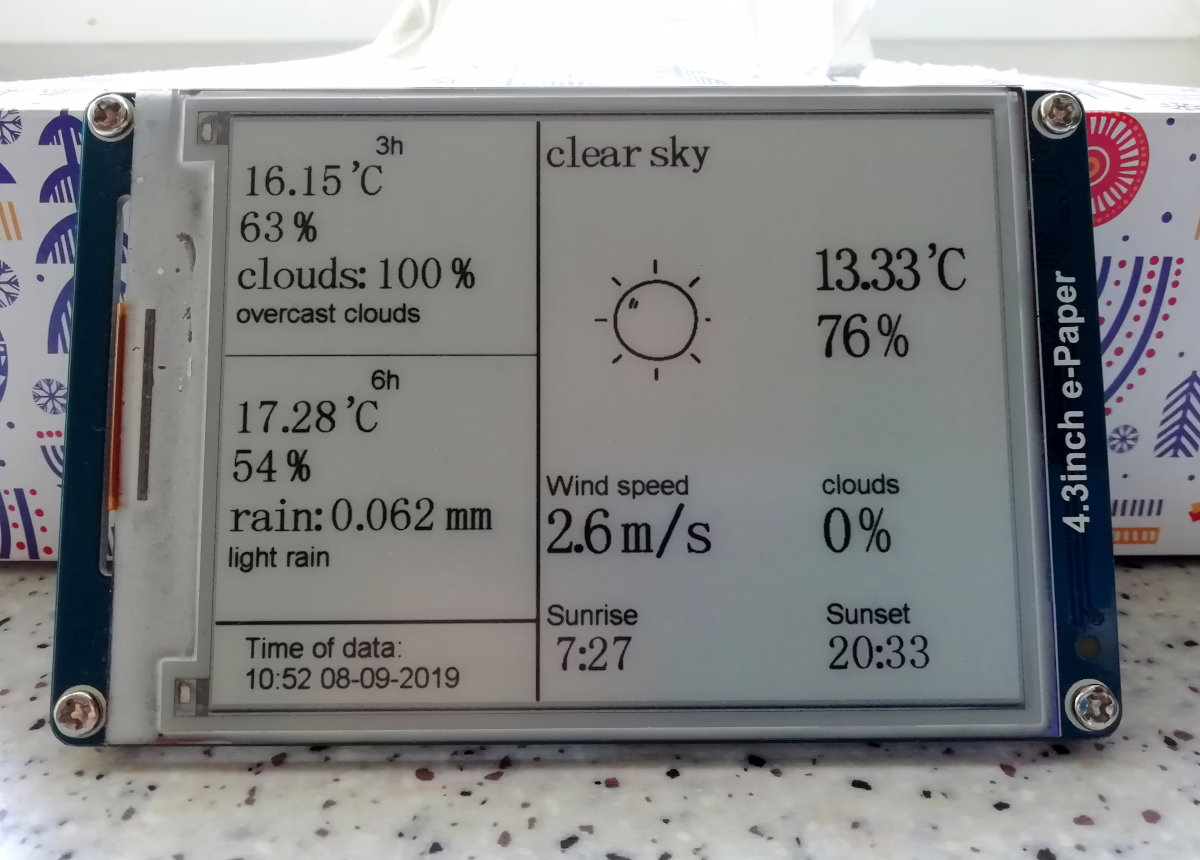 3h
16.15'C
63%
clouds: 100%
overcast clouds
6h
17.28'C
54%
rain: 0.062 mm
light rain
Time of data:
10:52 08-09-2019
clear sky
13.33'C
76%
Wind speed
2.6 m/s
clouds
0%
Sunrise
7:27
Sunset
20:33
4.3inch e-Paper